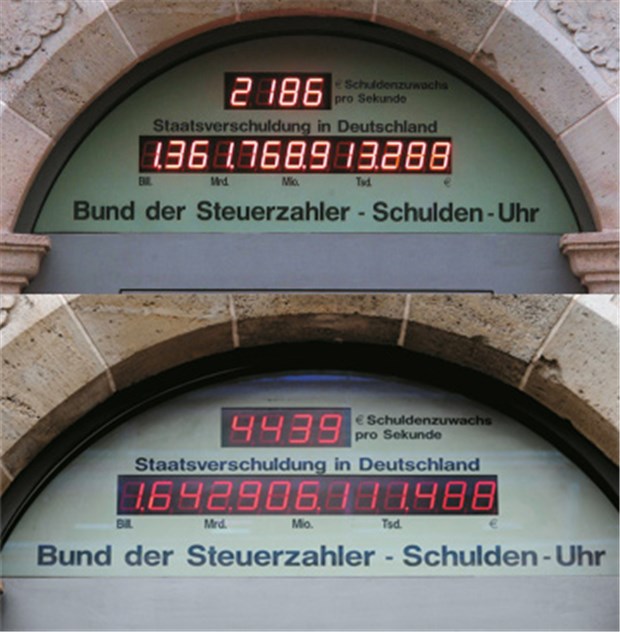 2186 € Schuldenzuwachs
pro Sekunde
Staatsverschuldung in Deutschland
1.361.768.913.288
Bill. Mrd. Mio. Tsd. €
Bund der Steuerzahler - Schulden - Uhr
4439 € Schuldenzuwachs
pro Sekunde
Staatsverschuldung in Deutschland
1.642.906.111.488
Bill. Mrd. Mio. Tsd. €
Bund der Steuerzahler - Schulden - Uhr